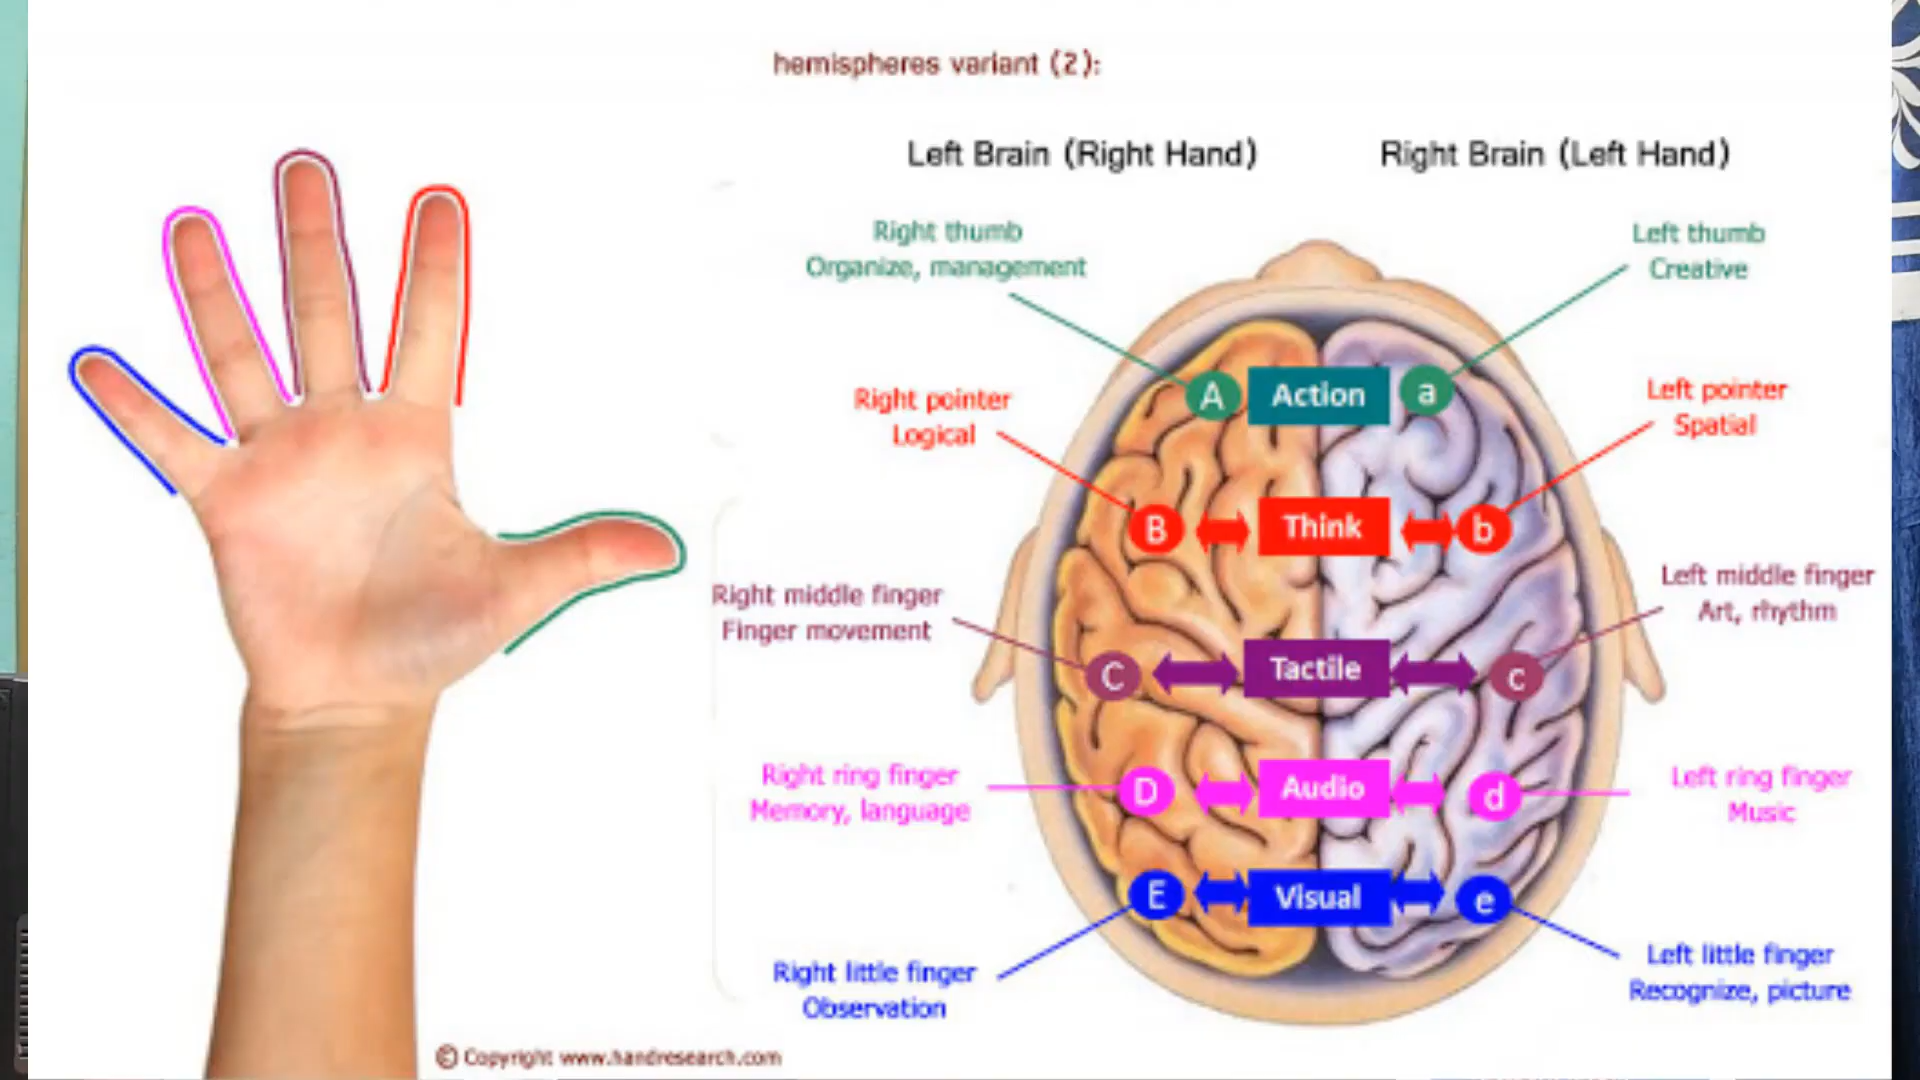 hemispheres variant (2):
Left Brain (Right Hand)
Right Brain (Left Hand)
Right thumb
Organize, management
Left thumb
Creative
A
Action
a
Right pointer
Logical
Left pointer
Spatial
B
Think
b
Right middle finger
Finger movement
Left middle finger
Art, rhythm
C
Tactile
c
Right ring finger
Memory, language
Left ring finger
Music
D
Audio
d
E
Visual
e
Right little finger
Observation
Left little finger
Recognize, picture
© Copyright www.handresearch.com